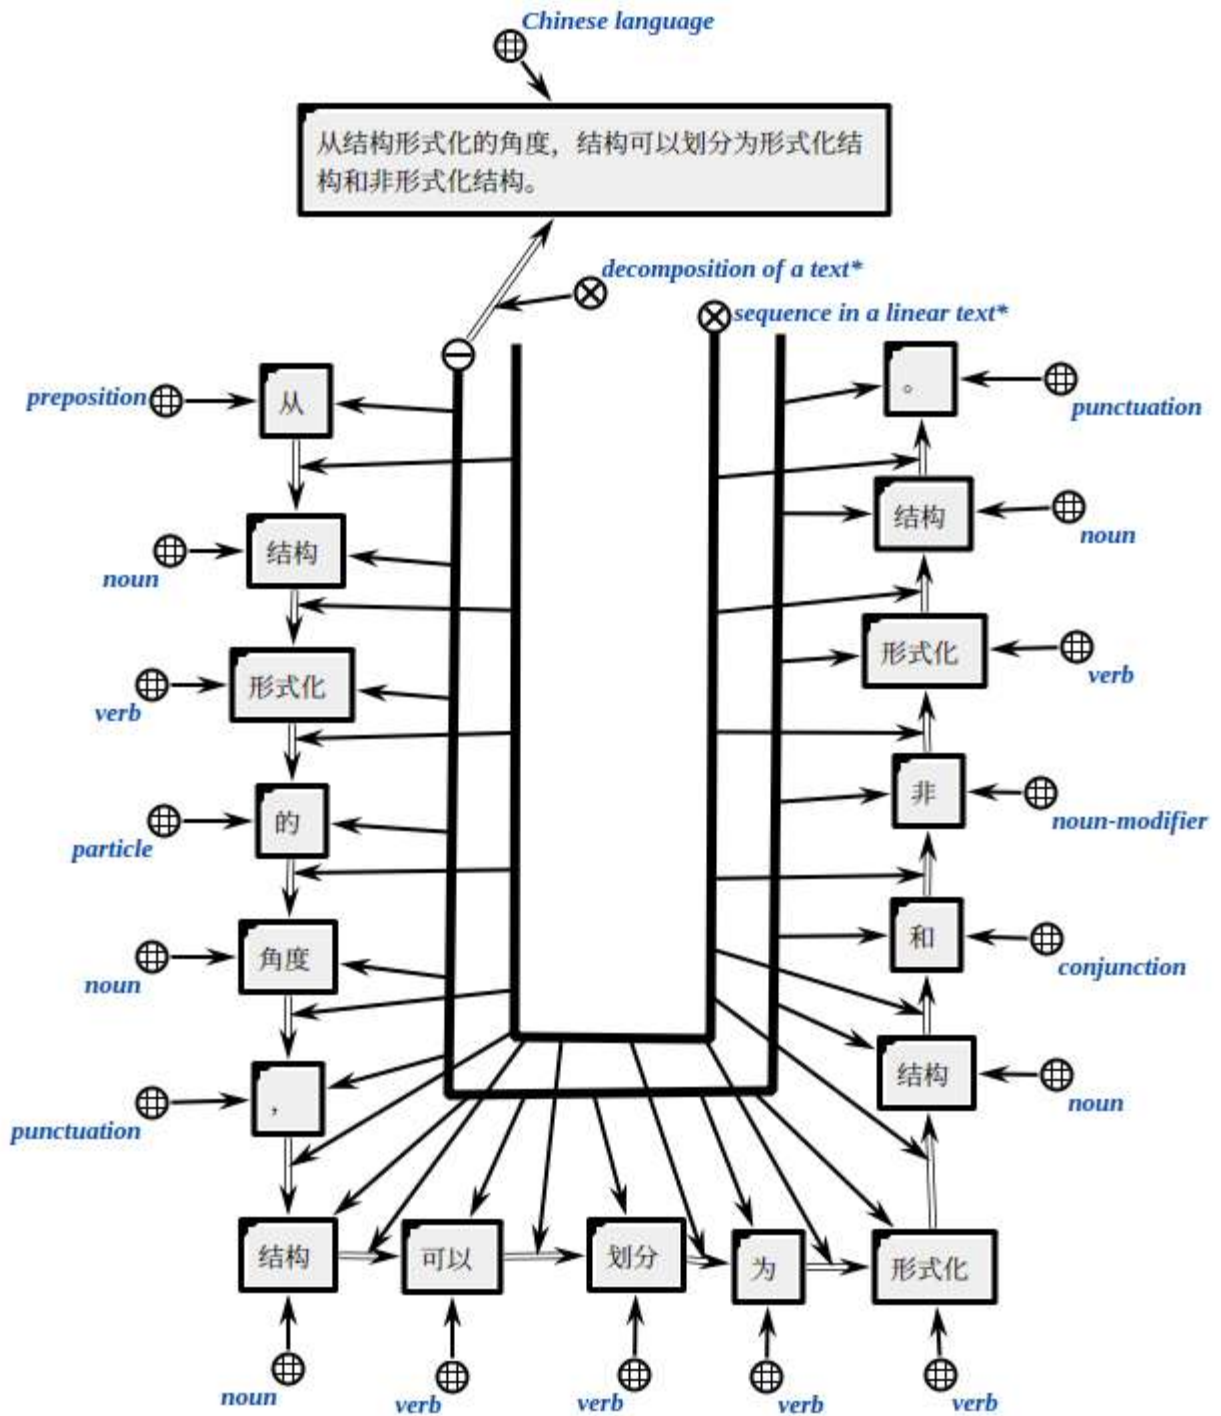 Chinese language
从结构形式化的角度，结构可以划分为形式化结
构和非形式化结构。
decomposition of a text*
sequence in a linear text*
preposition
从
noun
结构
verb
形式化
particle
的
noun
角度
punctuation
，
noun
结构
verb
可以
verb
划分
verb
为
verb
形式化
noun
结构
conjunction
和
noun-modifier
非
verb
形式化
noun
结构
punctuation
。